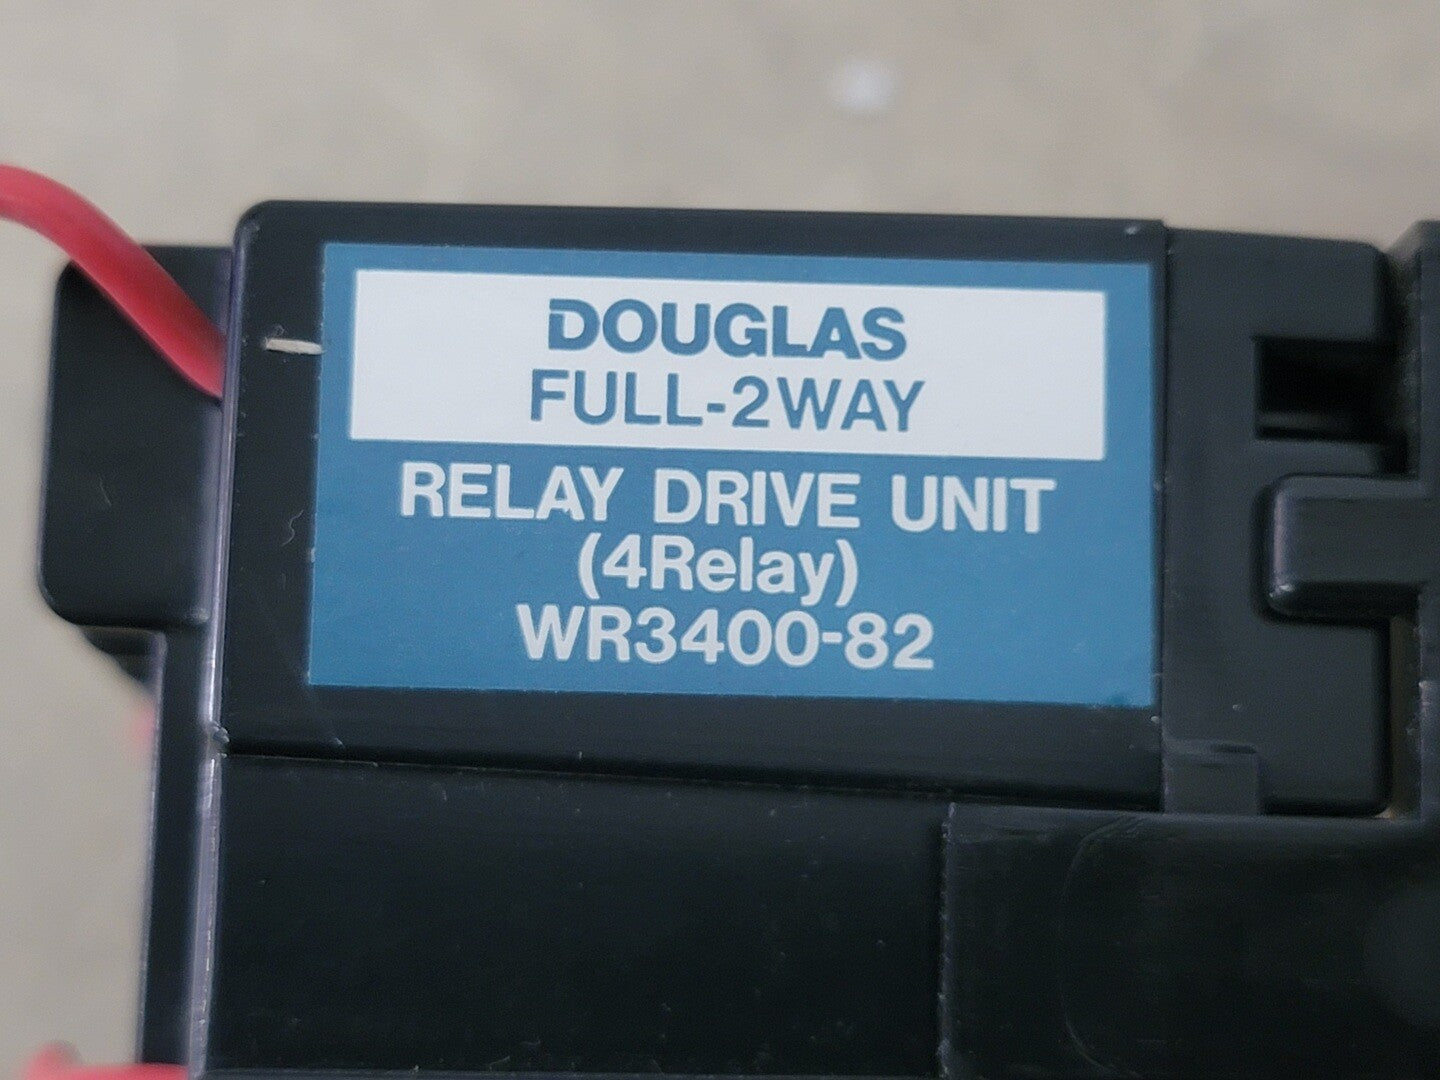 DOUGLAS
FULL-2WAY
RELAY DRIVE UNIT
(4Relay)
WR3400-82